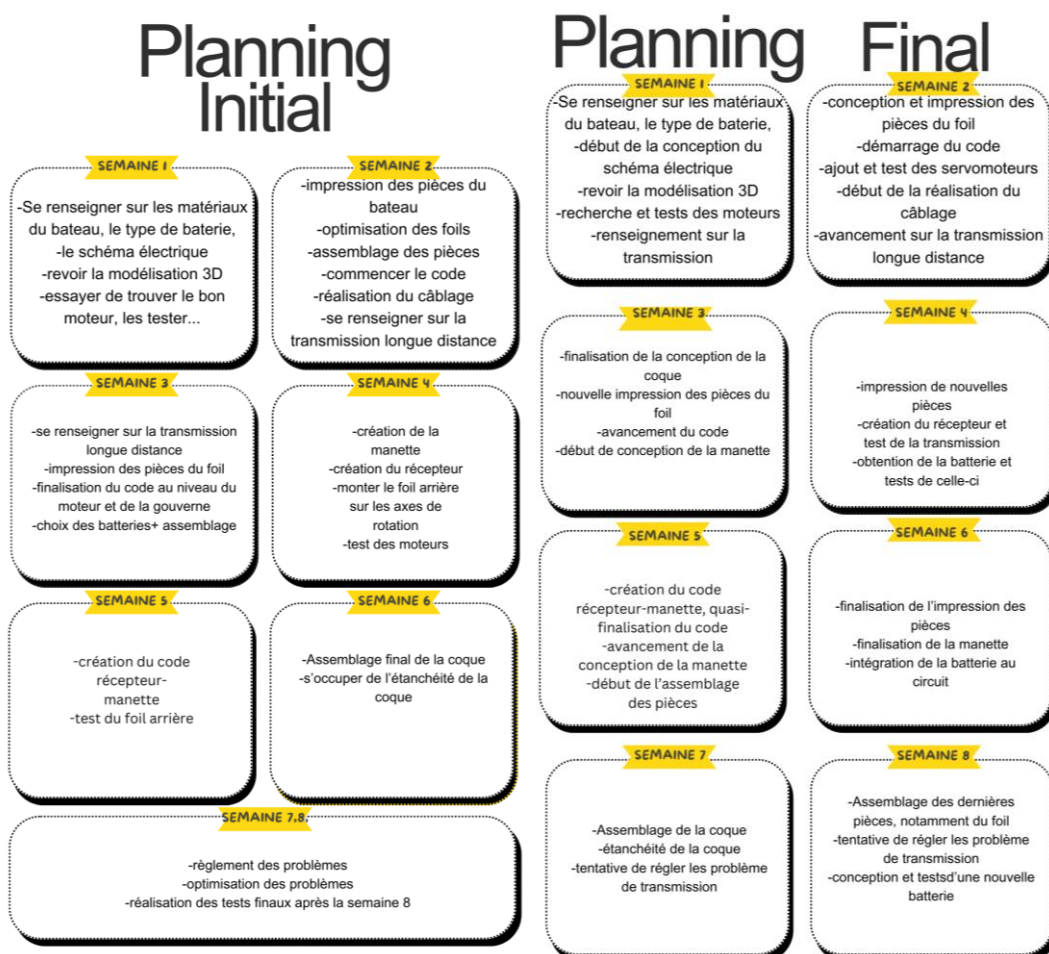 Planning
Initial
SEMAINE 1
-Se renseigner sur les matériaux
du bateau, le type de baterie,
-le schéma électrique
-revoir la modélisation 3D
-essayer de trouver le bon
moteur, les tester...
SEMAINE 2
-impression des pièces du
bateau
-optimisation des foils
-assemblage des pièces
-commencer le code
-réalisation du câblage
-se renseigner sur la
transmission longue distance
SEMAINE 3
-se renseigner sur la transmission
longue distance
-impression des pièces du foil
-finalisation du code au niveau du
moteur et de la gouverne
-choix des batteries+ assemblage
SEMAINE 4
-création de la
manette
-création du récepteur
-monter le foil arrière
sur les axes de
rotation
-test des moteurs
SEMAINE 5
-création du code
récepteur-
manette
-test du foil arrière
SEMAINE 6
-Assemblage final de la coque
-s'occuper de l'étanchéité de la
coque
SEMAINE 7,8,
-règlement des problèmes
-optimisation des problèmes
-réalisation des tests finaux après la semaine 8
Planning Final
SEMAINE 1
-Se renseigner sur les matériaux
du bateau, le type de baterie,
-début de la conception du
schéma électrique
-revoir la modélisation 3D
-recherche et tests des moteurs
-renseignement sur la
transmission
SEMAINE 2
-conception et impression des
pièces du foil
-démarrage du code
-ajout et test des servomoteurs
-début de la réalisation du
câblage
-avancement sur la transmission
longue distance
SEMAINE 3
-finalisation de la conception de la
coque
-nouvelle impression des pièces du
foil
-avancement du code
-début de conception de la manette
SEMAINE 4
-impression de nouvelles
pièces
-création du récepteur et
test de la transmission
-obtention de la batterie et
tests de celle-ci
SEMAINE 5
-création du code
récepteur-manette, quasi-
finalisation du code
-avancement de la
conception de la manette
-début de l'assemblage
des pièces
SEMAINE 6
-finalisation de l'impression des
pièces
-finalisation de la manette
-intégration de la batterie au
circuit
SEMAINE 7
-Assemblage de la coque
-étanchéité de la coque
-tentative de régler les problème
de transmission
SEMAINE 8
-Assemblage des dernières
pièces, notamment du foil
-tentative de régler les problème
de transmission
-conception et testsd'une nouvelle
batterie